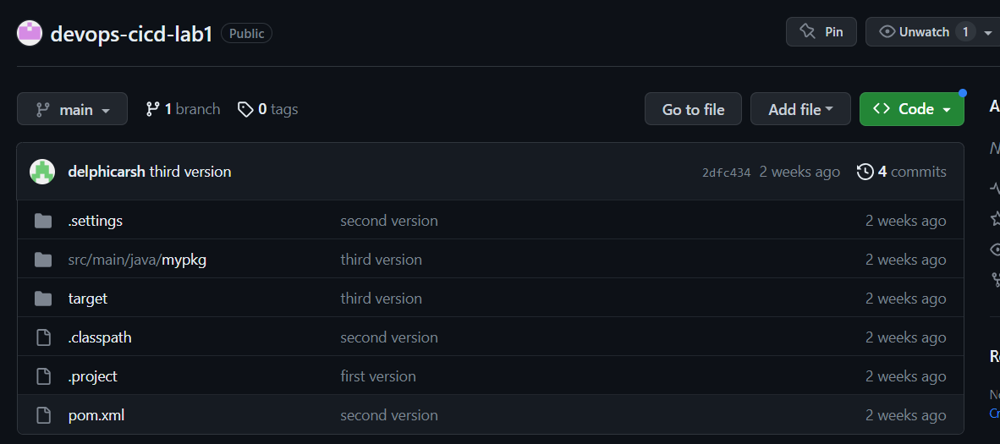 devops-cicd-lab1 Public Pin Unwatch 1
main 1 branch 0 tags Go to file Add file <> Code
delphicarsh third version 2dfc434 2 weeks ago 4 commits
.settings second version 2 weeks ago
src/main/java/mypkg third version 2 weeks ago
target third version 2 weeks ago
.classpath second version 2 weeks ago
.project first version 2 weeks ago
pom.xml second version 2 weeks ago